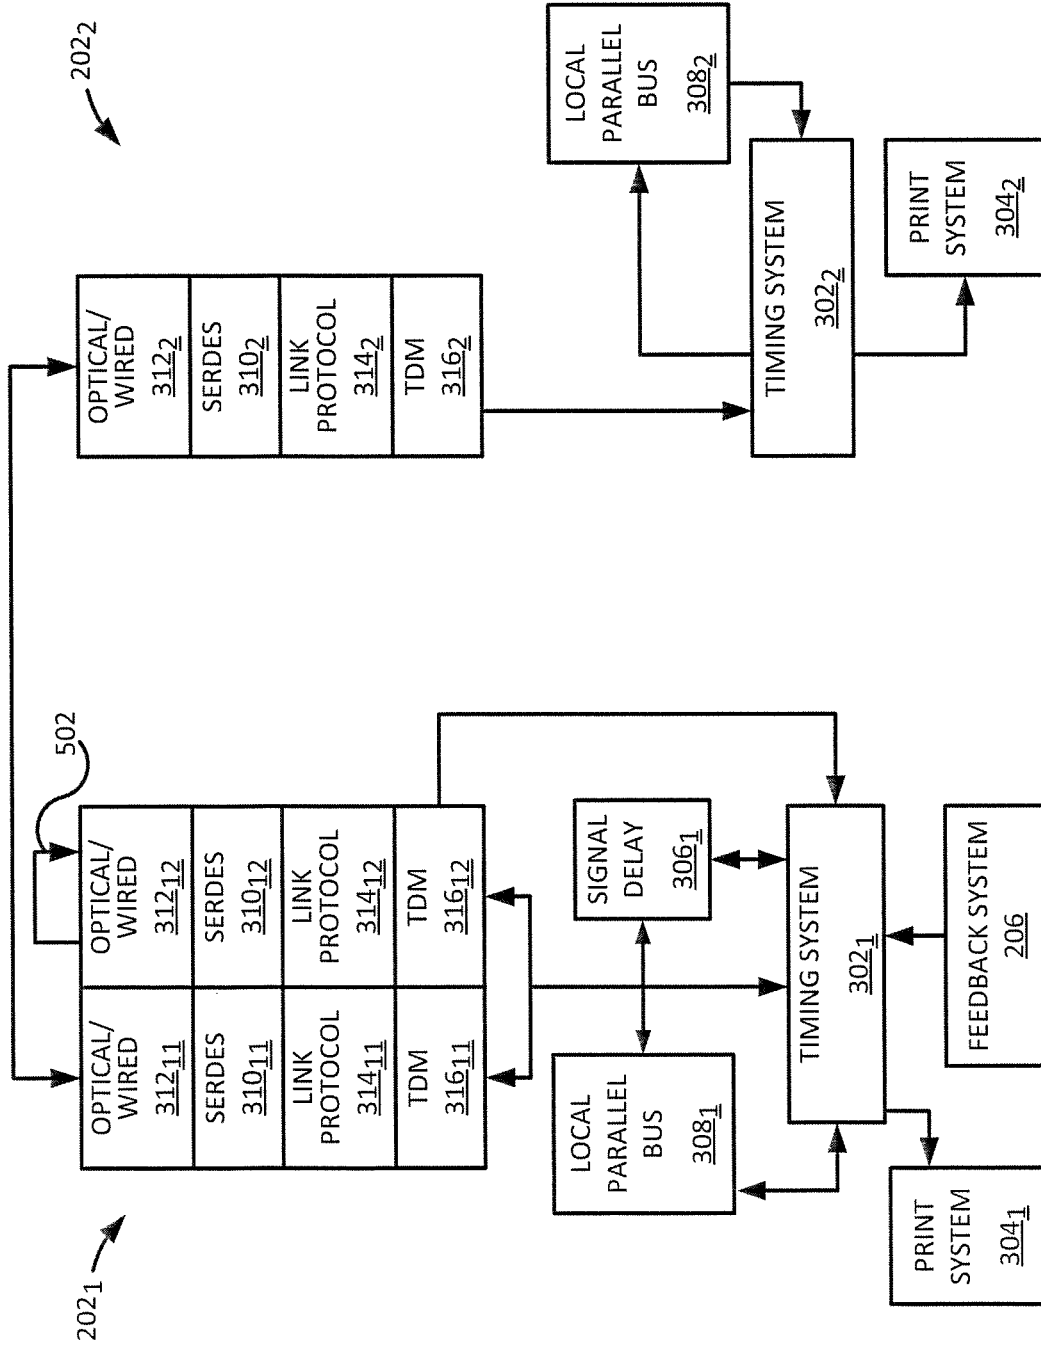 202₁
OPTICAL/
WIRED
312₁₁
SERDES
310₁₁
LINK
PROTOCOL
314₁₁
TDM
316₁₁
OPTICAL/
WIRED
312₁₂
SERDES
310₁₂
LINK
PROTOCOL
314₁₂
TDM
316₁₂
502
LOCAL
PARALLEL
BUS
308₁
SIGNAL
DELAY
306₁
TIMING SYSTEM
302₁
PRINT
SYSTEM
304₁
FEEDBACK SYSTEM
206
202₂
OPTICAL/
WIRED
312₂
SERDES
310₂
LINK
PROTOCOL
314₂
TDM
316₂
LOCAL
PARALLEL
BUS
308₂
TIMING SYSTEM
302₂
PRINT
SYSTEM
304₂